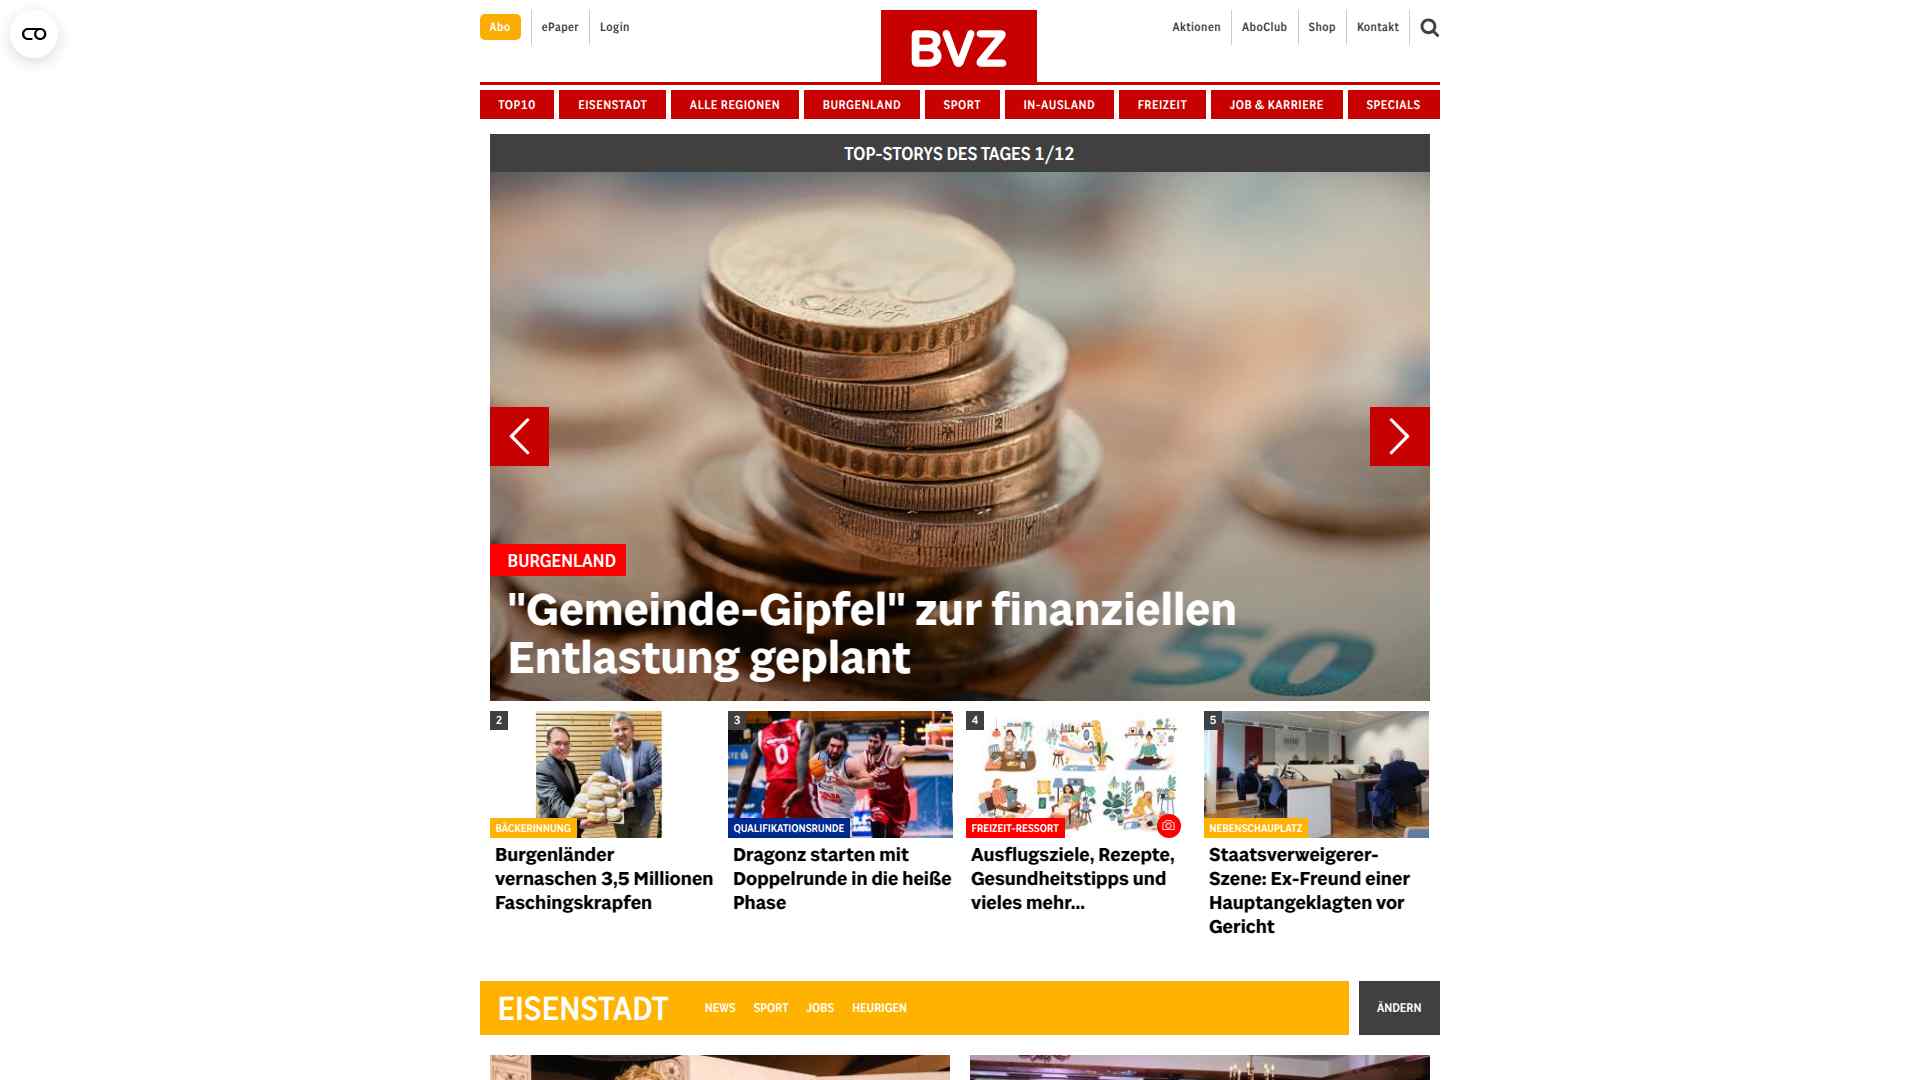 Abo
ePaper
Login
BVZ
Aktionen
AboClub
Shop
Kontakt
TOP10
EISENSTADT
ALLE REGIONEN
BURGENLAND
SPORT
IN-AUSLAND
FREIZEIT
JOB & KARRIERE
SPECIALS
TOP-STORYS DES TAGES 1/12
EURO
CENT
50
BURGENLAND
"Gemeinde-Gipfel" zur finanziellen
Entlastung geplant
2
BÄCKERINNUNG
Burgenländer
vernaschen 3,5 Millionen
Faschingskrapfen
3
0
QUALIFIKATIONSRUNDE
Dragonz starten mit
Doppelrunde in die heiße
Phase
4
FREIZEIT-RESSORT
Ausflugsziele, Rezepte,
Gesundheitstipps und
vieles mehr...
5
NEBENSCHAUPLATZ
Staatsverweigerer-
Szene: Ex-Freund einer
Hauptangeklagten vor
Gericht
EISENSTADT
NEWS
SPORT
JOBS
HEURIGEN
ÄNDERN